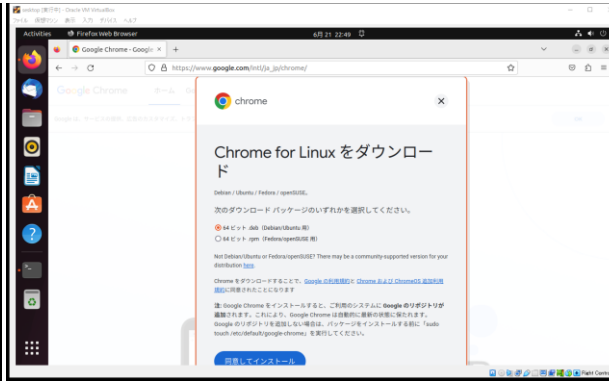 webtop [実行中] - Oracle VM VirtualBox
ファイル 仮想マシン 表示 入力 デバイス ヘルプ
Activities Firefox Web Browser 6月 21 22:49
Google Chrome - Google
https://www.google.com/intl/ja_jp/chrome/
Google Chrome
chrome
Chrome for Linux をダウンロー
ド
Debian / Ubuntu / Fedora / openSUSE。
次のダウンロード パッケージのいずれかを選択してください。
64 ビット .deb（Debian/Ubuntu 用）
64 ビット .rpm（Fedora/openSUSE 用）
Not Debian/Ubuntu or Fedora/openSUSE? There may be a community-supported version for your
distribution here.
Chrome をダウンロードすることで、Google の利用規約と Chrome および ChromeOS 追加利用
規約に同意されたことになります
注: Google Chrome をインストールすると、ご利用のシステムに Google のリポジトリが
追加されます。これにより、Google Chrome は自動的に最新の状態に保たれます。
Google のリポジトリを追加しない場合は、パッケージをインストールする前に「sudo
touch /etc/default/google-chrome」を実行してください。
同意してインストール
Right Control